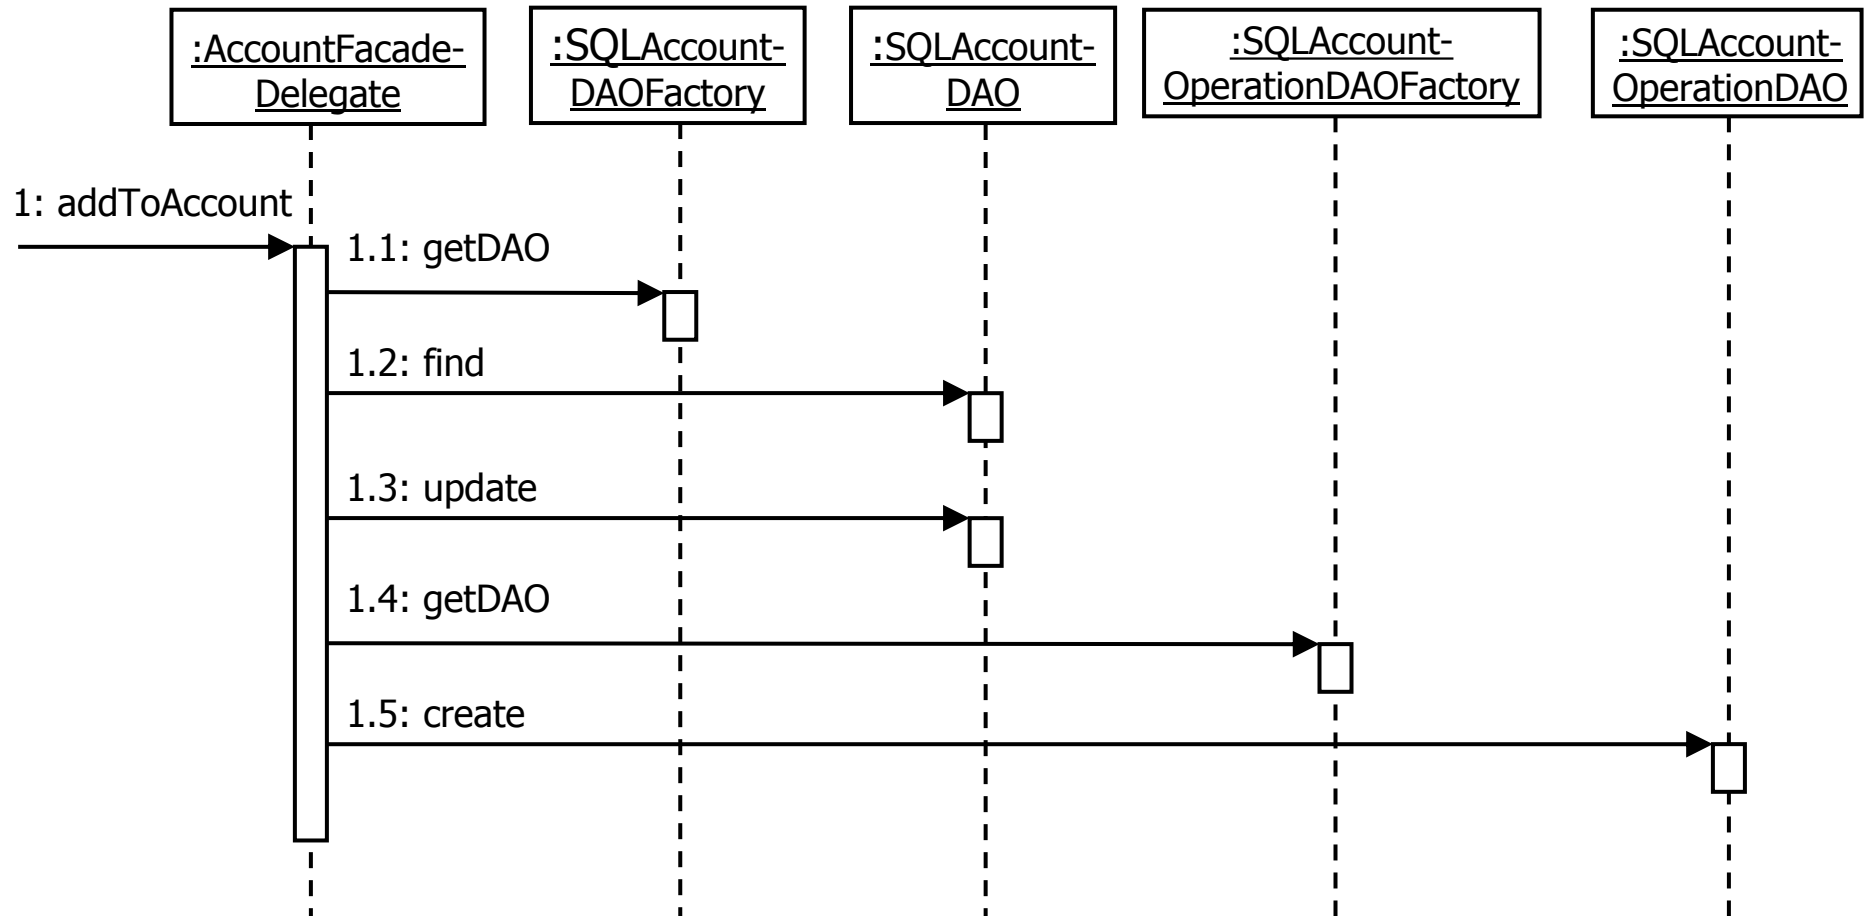 :AccountFacade-
Delegate
:SQLAccount-
DAOFactory
:SQLAccount-
DAO
:SQLAccount-
OperationDAOFactory
:SQLAccount-
OperationDAO
1: addToAccount
1.1: getDAO
1.2: find
1.3: update
1.4: getDAO
1.5: create